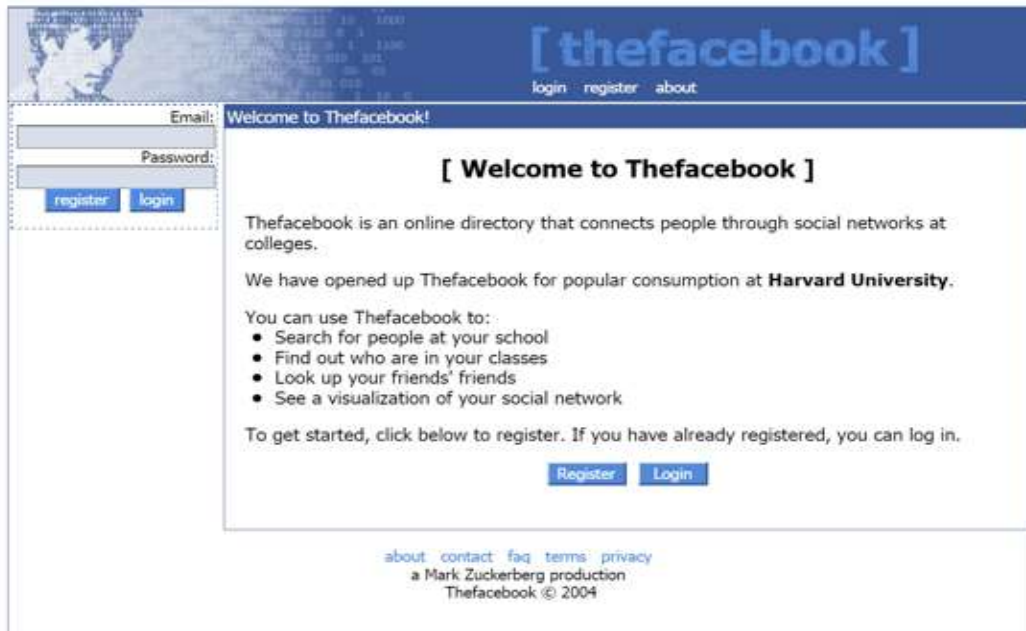 [ thefacebook ]
login register about
Email:
Password:
register login
Welcome to Thefacebook!
[ Welcome to Thefacebook ]
Thefacebook is an online directory that connects people through social networks at
colleges.
We have opened up Thefacebook for popular consumption at Harvard University.
You can use Thefacebook to:
• Search for people at your school
• Find out who are in your classes
• Look up your friends' friends
• See a visualization of your social network
To get started, click below to register. If you have already registered, you can log in.
Register Login
about contact faq terms privacy
a Mark Zuckerberg production
Thefacebook © 2004